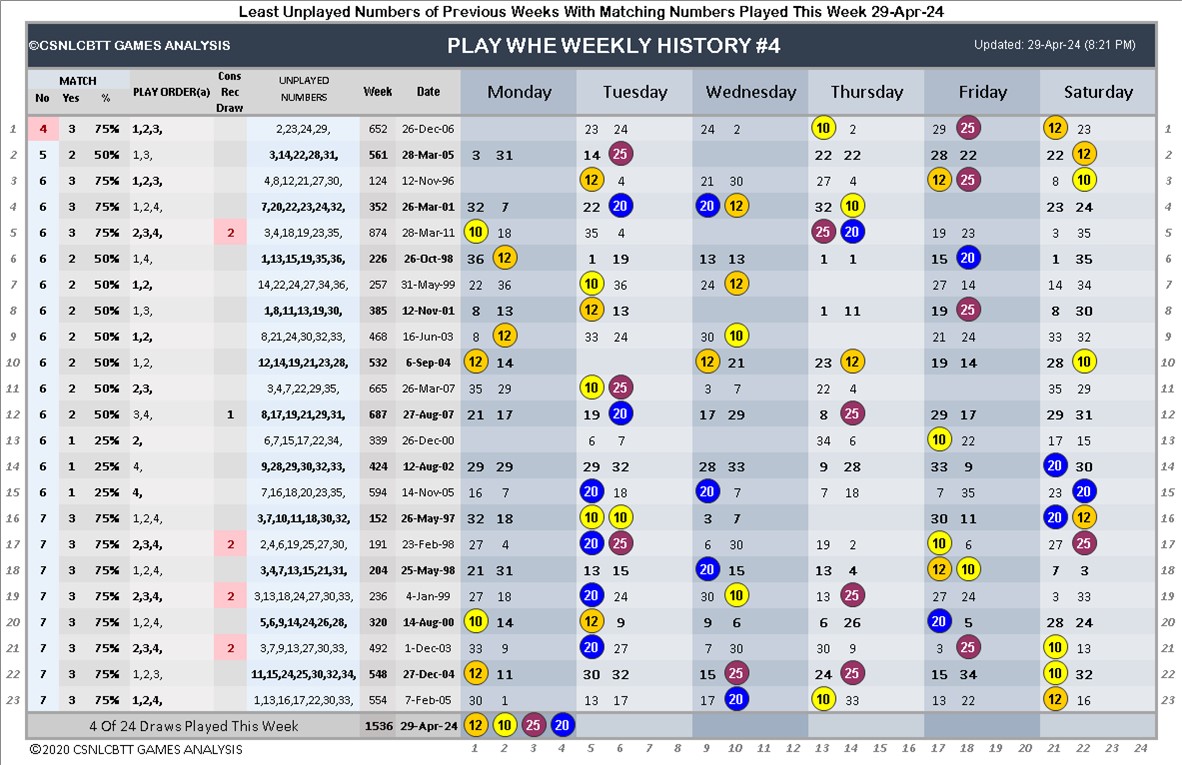 Least Unplayed Numbers of Previous Weeks With Matching Numbers Played This Week 29-Apr-24
©CSNLCBTT GAMES ANALYSIS PLAY WHE WEEKLY HISTORY #4 Updated: 29-Apr-24 (8:21 PM)
MATCH
No Yes % PLAY ORDER(a) Cons Rec Draw UNPLAYED NUMBERS Week Date Monday Tuesday Wednesday Thursday Friday Saturday
1 4 3 75% 1,2,3, 2,23,24,29, 652 26-Dec-06 23 24 24 2 10 2 29 25 12 23 1
2 5 2 50% 1,3, 3,14,22,28,31, 561 28-Mar-05 3 31 14 25 22 22 28 22 22 12 2
3 6 3 75% 1,2,3, 4,8,12,21,27,30, 124 12-Nov-96 12 4 21 30 27 4 12 25 8 10 3
4 6 3 75% 1,2,4, 7,20,22,23,24,32, 352 26-Mar-01 32 7 22 20 20 12 32 10 23 24 4
5 6 3 75% 2,3,4, 2 3,4,18,19,23,35, 874 28-Mar-11 10 18 35 4 25 20 19 23 3 35 5
6 6 2 50% 1,4, 1,13,15,19,35,36, 226 26-Oct-98 36 12 1 19 13 13 1 1 15 20 1 35 6
7 6 2 50% 1,2, 14,22,24,27,34,36, 257 31-May-99 22 36 10 36 24 12 27 14 14 34 7
8 6 2 50% 1,3, 1,8,11,13,19,30, 385 12-Nov-01 8 13 12 13 1 11 19 25 8 30 8
9 6 2 50% 1,2, 8,21,24,30,32,33, 468 16-Jun-03 8 12 33 24 30 10 21 24 33 32 9
10 6 2 50% 1,2, 12,14,19,21,23,28, 532 6-Sep-04 12 14 12 21 23 12 19 14 28 10 10
11 6 2 50% 2,3, 3,4,7,22,29,35, 665 26-Mar-07 35 29 10 25 3 7 22 4 35 29 11
12 6 2 50% 3,4, 1 8,17,19,21,29,31, 687 27-Aug-07 21 17 19 20 17 29 8 25 29 17 29 31 12
13 6 1 25% 2, 6,7,15,17,22,34, 339 26-Dec-00 6 7 34 6 10 22 17 15 13
14 6 1 25% 4, 9,28,29,30,32,33, 424 12-Aug-02 29 29 29 32 28 33 9 28 33 9 20 30 14
15 6 1 25% 4, 7,16,18,20,23,35, 594 14-Nov-05 16 7 20 18 20 7 7 18 7 35 23 20 15
16 7 3 75% 1,2,4, 3,7,10,11,18,30,32, 152 26-May-97 32 18 10 10 3 7 30 11 20 12 16
17 7 3 75% 2,3,4, 2 2,4,6,19,25,27,30, 191 23-Feb-98 27 4 20 25 6 30 19 2 10 6 27 25 17
18 7 3 75% 1,2,4, 3,4,7,13,15,21,31, 204 25-May-98 21 31 13 15 20 15 13 4 12 10 7 3 18
19 7 3 75% 2,3,4, 2 3,13,18,24,27,30,33, 236 4-Jan-99 27 18 20 24 30 10 13 25 27 24 3 33 19
20 7 3 75% 1,2,4, 5,6,9,14,24,26,28, 320 14-Aug-00 10 14 12 9 9 6 6 26 20 5 28 24 20
21 7 3 75% 2,3,4, 2 3,7,9,13,27,30,33, 492 1-Dec-03 33 9 20 27 7 30 30 9 3 25 10 13 21
22 7 3 75% 1,2,3, 11,15,24,25,30,32,34, 548 27-Dec-04 12 11 30 32 15 25 24 25 15 34 10 32 22
23 7 3 75% 1,2,4, 1,13,16,17,22,30,33, 554 7-Feb-05 30 1 13 17 17 20 10 33 13 22 12 16 23
4 Of 24 Draws Played This Week 1536 29-Apr-24 12 10 25 20
©2020 CSNLCBTT GAMES ANALYSIS 1 2 3 4 5 6 7 8 9 10 11 12 13 14 15 16 17 18 19 20 21 22 23 24